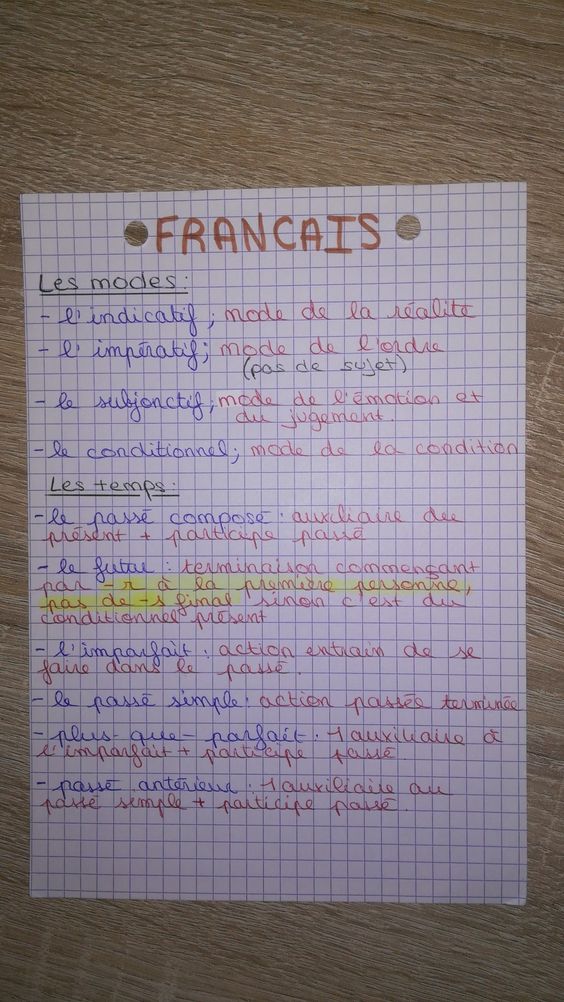 FRANCAIS
Les modes :
- l'indicatif ; mode de la réalité
- l'impératif ; mode de l'ordre
(pas de sujet)
- le subjonctif ; mode de l'émotion et
du jugement.
- le conditionnel ; mode de la condition
Les temps :
- le passé composé : auxiliaire du
présent + participe passé
- le futur : terminaison commençant
par - r à la première personne,
pas de -s final sinon c'est du
conditionnel présent
- l'imparfait : action entrain de se
faire dans le passé.
- le passé simple : action passée terminée
- plus-que-parfait : 1 auxiliaire à
l'imparfait + participe passé.
- passé antérieur : 1 auxiliaire au
passé simple + participe passé.